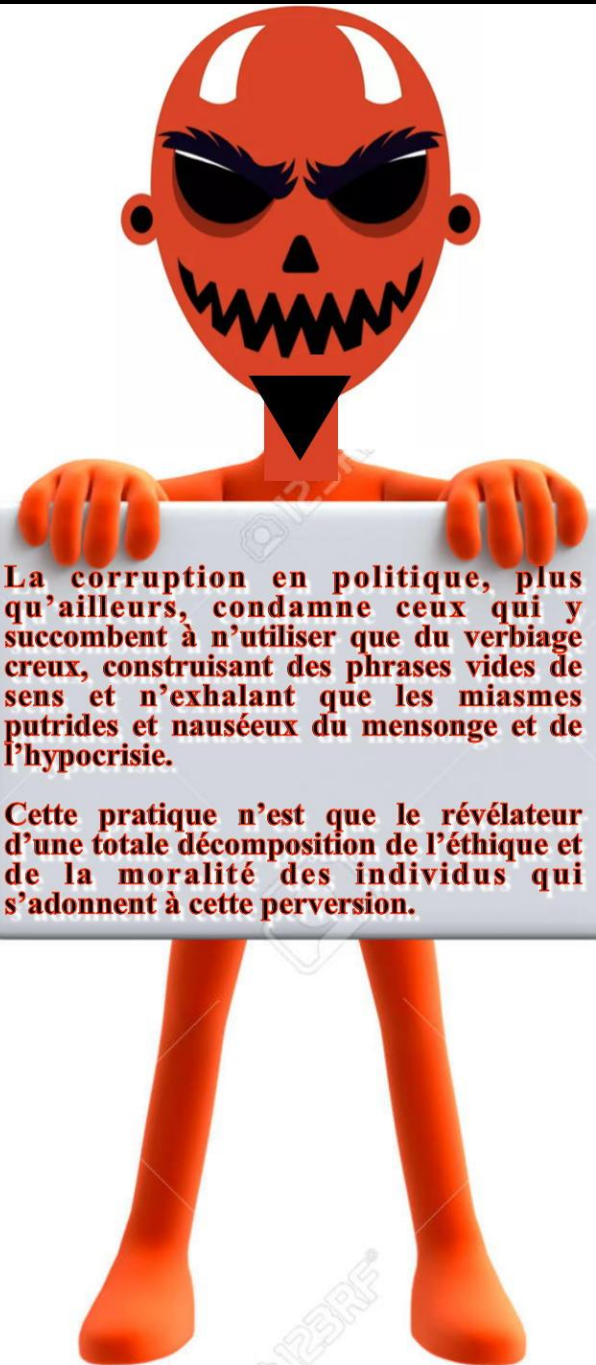 123RF
La corruption en politique, plus
qu’ailleurs, condamne ceux qui y
succombent à n’utiliser que du verbiage
creux, construisant des phrases vides de
sens et n’exhalant que les miasmes
putrides et nauséeux du mensonge et de
l’hypocrisie.
Cette pratique n’est que le révélateur
d’une totale décomposition de l’éthique et
de la moralité des individus qui
s’adonnent à cette perversion.
123RF